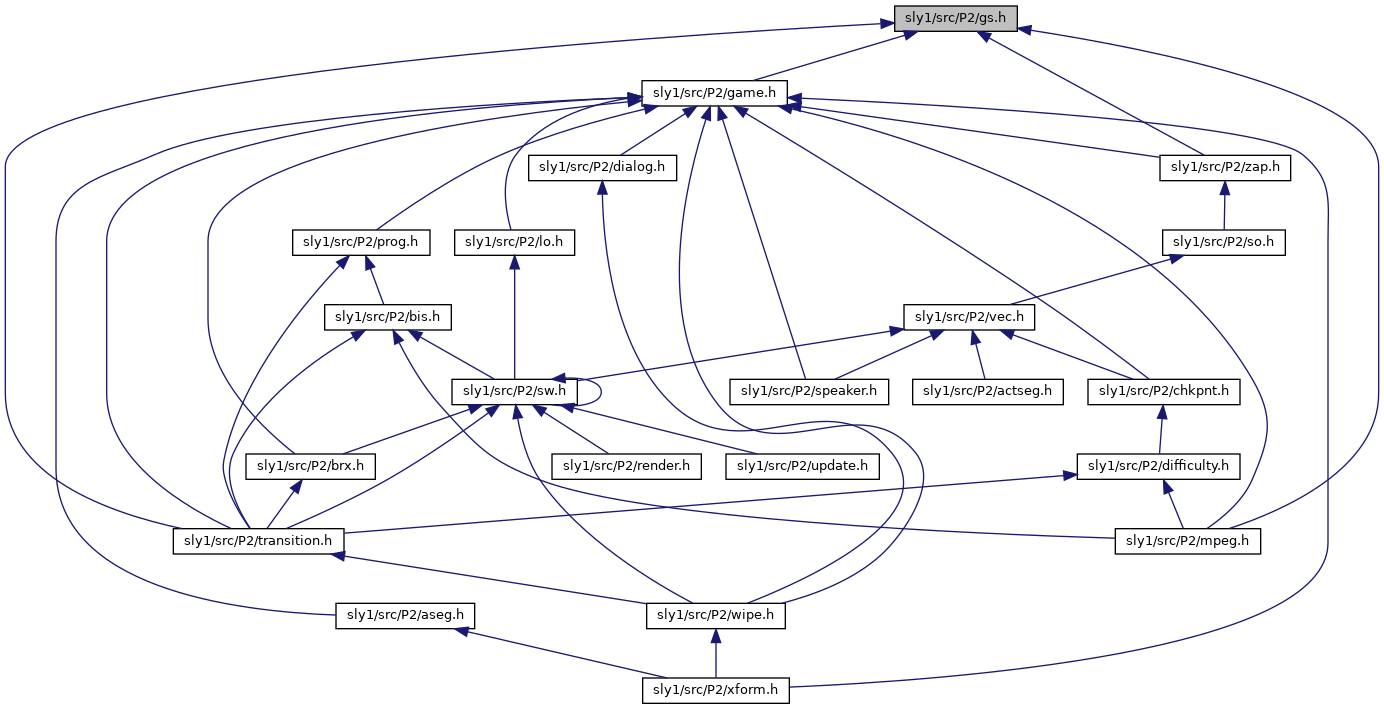 sly1/src/P2/gs.h
sly1/src/P2/game.h
sly1/src/P2/dialog.h
sly1/src/P2/zap.h
sly1/src/P2/prog.h
sly1/src/P2/lo.h
sly1/src/P2/so.h
sly1/src/P2/bis.h
sly1/src/P2/vec.h
sly1/src/P2/sw.h
sly1/src/P2/speaker.h
sly1/src/P2/actseg.h
sly1/src/P2/chkpnt.h
sly1/src/P2/brx.h
sly1/src/P2/render.h
sly1/src/P2/update.h
sly1/src/P2/difficulty.h
sly1/src/P2/transition.h
sly1/src/P2/mpeg.h
sly1/src/P2/aseg.h
sly1/src/P2/wipe.h
sly1/src/P2/xform.h